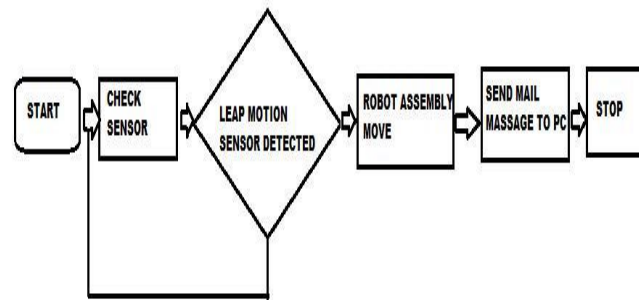 START
CHECK
SENSOR
LEAP MOTION
SENSOR DETECTED
ROBOT ASSEMBLY
MOVE
SEND MAIL
MASSAGE TO PC
STOP